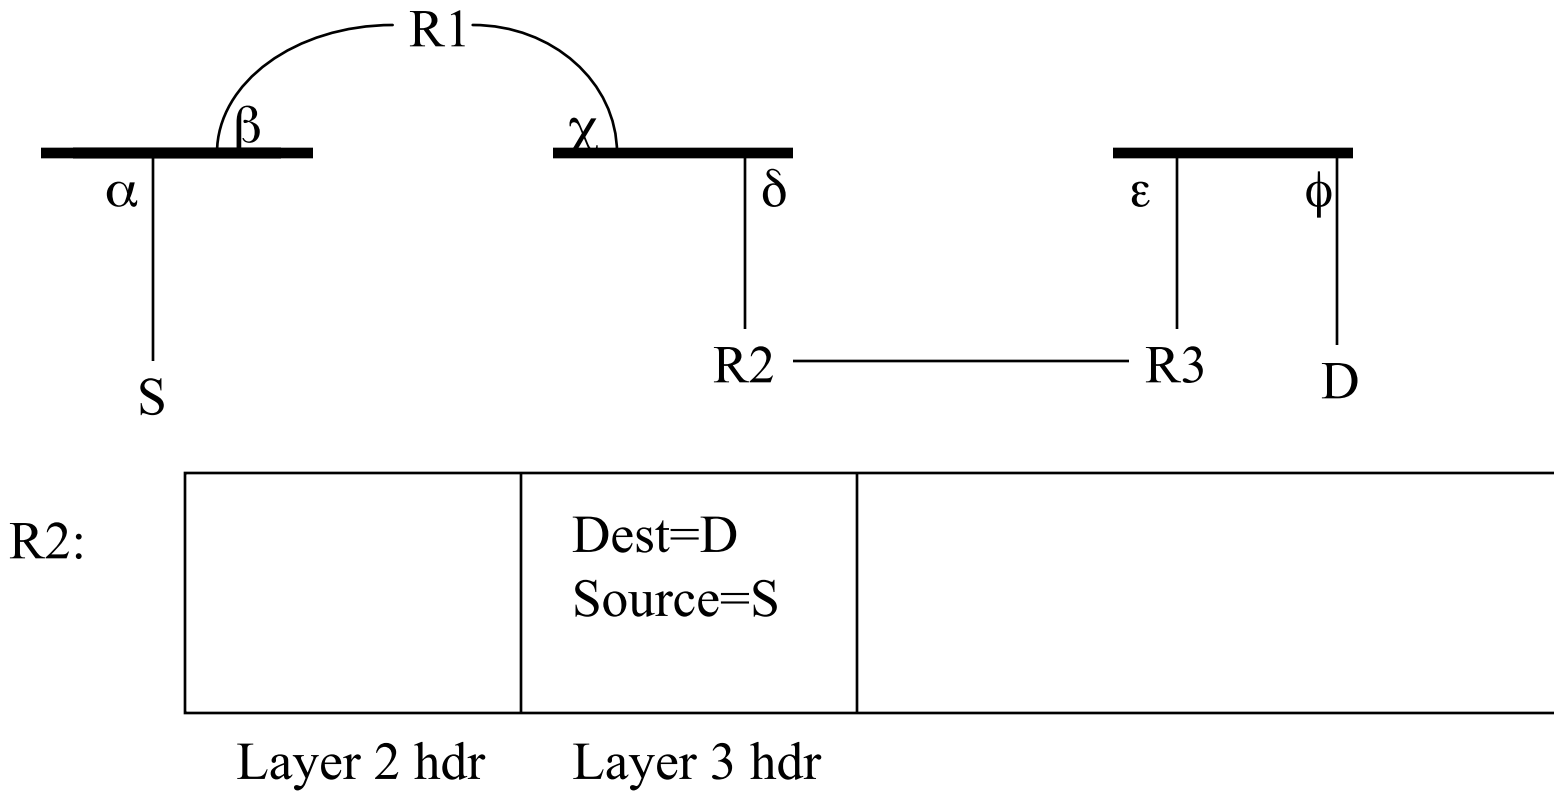 R1
β
χ
α
δ
ε
ϕ
S
R2
R3
D
R2:
Dest=D
Source=S
Layer 2 hdr
Layer 3 hdr